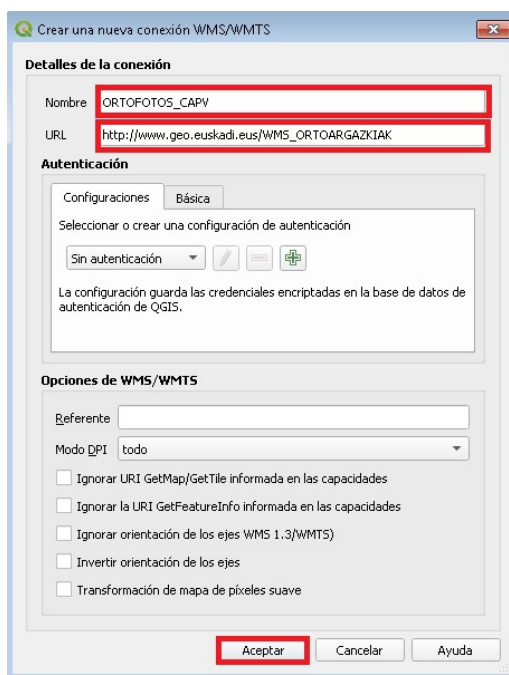 Crear una nueva conexión WMS/WMTS
Detalles de la conexión
Nombre ORTOFOTOS_CAPV
URL http://www.geo.euskadi.eus/WMS_ORTOARGAZKIAK
Autenticación
Configuraciones Básica
Seleccionar o crear una configuración de autenticación
Sin autenticación
La configuración guarda las credenciales encriptadas en la base de datos de
autenticación de QGIS.
Opciones de WMS/WMTS
Referente
Modo DPI todo
Ignorar URI GetMap/GetTile informada en las capacidades
Ignorar la URI GetFeatureInfo informada en las capacidades
Ignorar orientación de los ejes WMS 1.3/WMTS)
Invertir orientación de los ejes
Transformación de mapa de píxeles suave
Aceptar Cancelar Ayuda